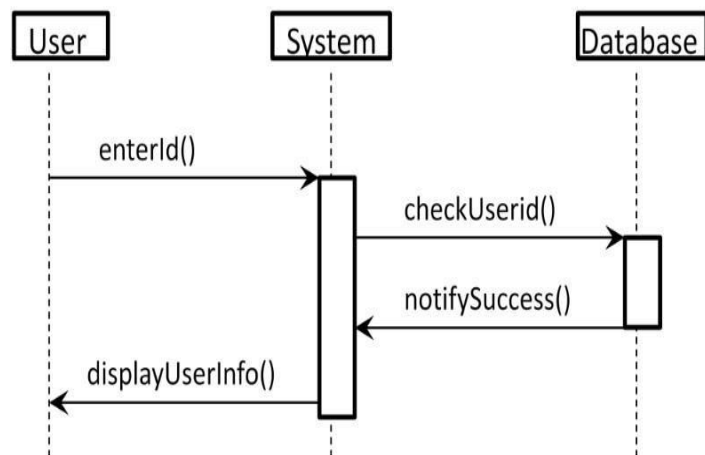 User
System
Database
enterId()
checkUserid()
notifySuccess()
displayUserInfo()